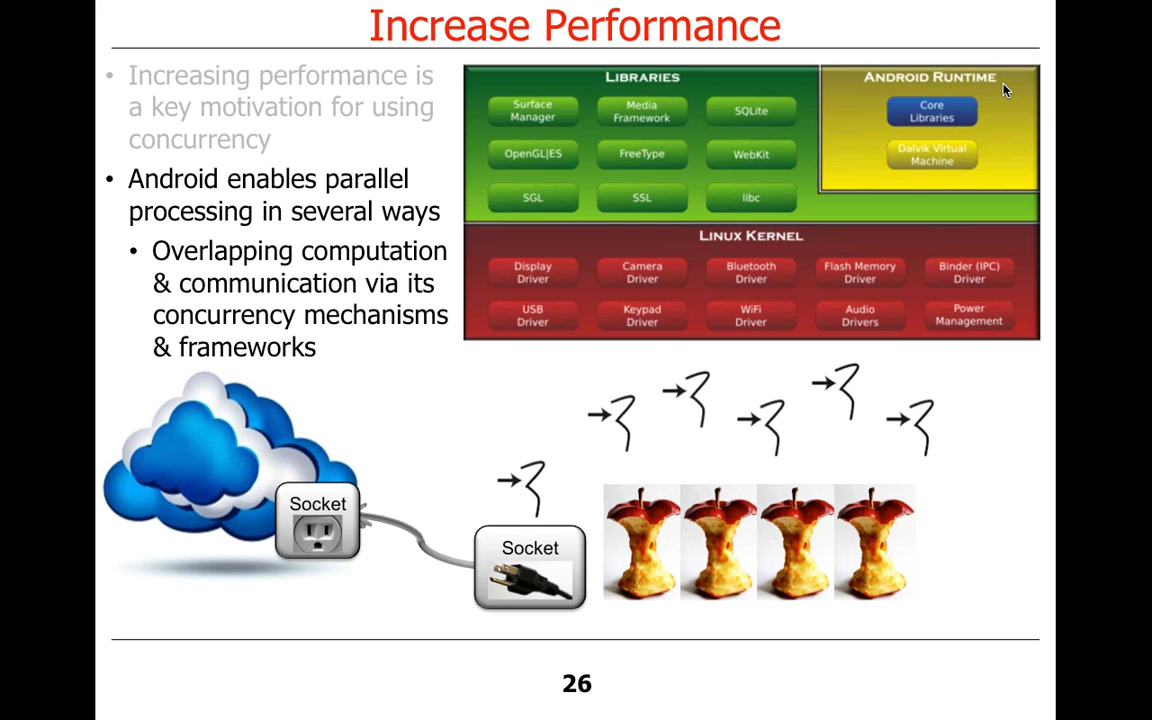 Increase Performance
• Increasing performance is
a key motivation for using
concurrency
• Android enables parallel
processing in several ways
• Overlapping computation
& communication via its
concurrency mechanisms
& frameworks
LIBRARIES
Surface
Manager
Media
Framework
SQLite
OpenGL|ES
FreeType
WebKit
SGL
SSL
libc
ANDROID RUNTIME
Core
Libraries
Dalvik Virtual
Machine
LINUX KERNEL
Display
Driver
Camera
Driver
Bluetooth
Driver
Flash Memory
Driver
Binder (IPC)
Driver
USB
Driver
Keypad
Driver
WiFi
Driver
Audio
Drivers
Power
Management
Socket
Socket
26